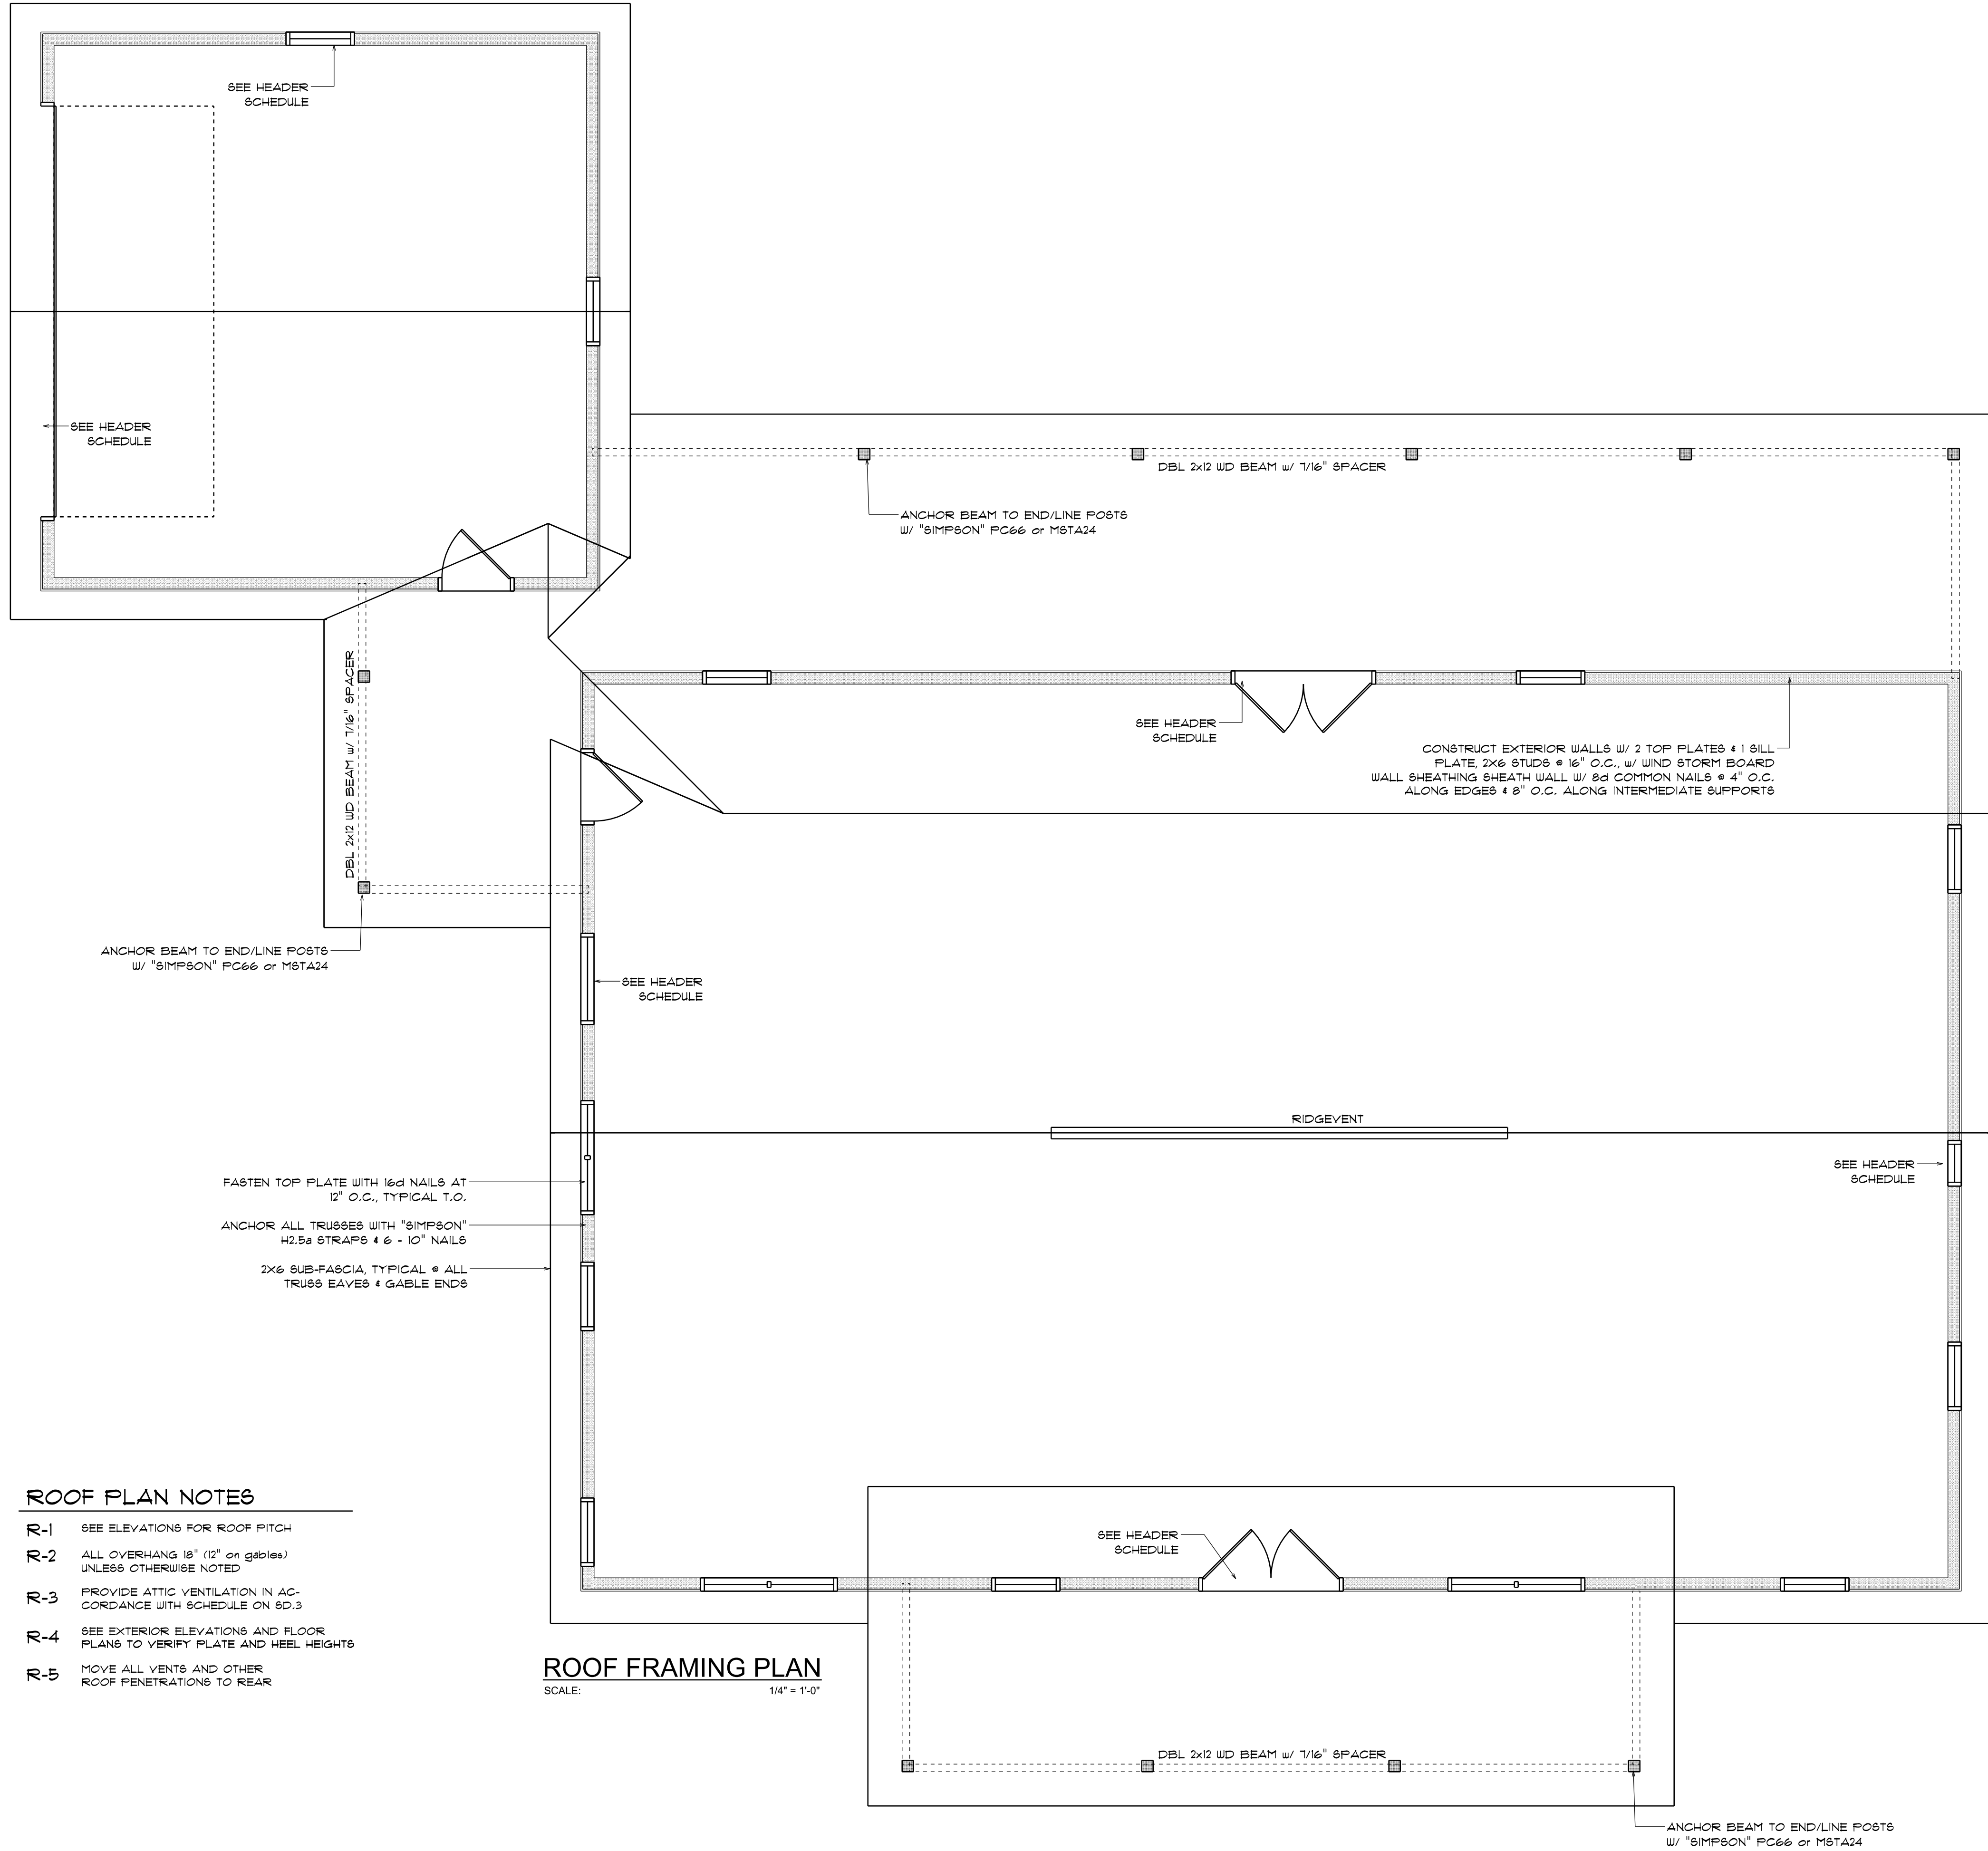 SEE HEADER
SCHEDULE
SEE HEADER
SCHEDULE
DBL 2x12 WD BEAM w/ 7/16" SPACER
ANCHOR BEAM TO END/LINE POSTS
W/ "SIMPSON" PC66 or MSTA24
DBL 2x12 WD BEAM w/ 7/16" SPACER
SEE HEADER
SCHEDULE
CONSTRUCT EXTERIOR WALLS W/ 2 TOP PLATES & 1 SILL
PLATE, 2X6 STUDS @ 16" O.C., w/ WIND STORM BOARD
WALL SHEATHING SHEATH WALL W/ 8d COMMON NAILS @ 4" O.C.
ALONG EDGES & 8" O.C. ALONG INTERMEDIATE SUPPORTS
ANCHOR BEAM TO END/LINE POSTS
W/ "SIMPSON" PC66 or MSTA24
SEE HEADER
SCHEDULE
RIDGEVENT
SEE HEADER
SCHEDULE
FASTEN TOP PLATE WITH 16d NAILS AT
12" O.C., TYPICAL T.O.
ANCHOR ALL TRUSSES WITH "SIMPSON"
H2.5a STRAPS & 6 - 10" NAILS
2X6 SUB-FASCIA, TYPICAL @ ALL
TRUSS EAVES & GABLE ENDS
ROOF PLAN NOTES
R-1 SEE ELEVATIONS FOR ROOF PITCH
R-2 ALL OVERHANG 18" (12" on gables)
UNLESS OTHERWISE NOTED
R-3 PROVIDE ATTIC VENTILATION IN AC-
CORDANCE WITH SCHEDULE ON SD.3
R-4 SEE EXTERIOR ELEVATIONS AND FLOOR
PLANS TO VERIFY PLATE AND HEEL HEIGHTS
R-5 MOVE ALL VENTS AND OTHER
ROOF PENETRATIONS TO REAR
SEE HEADER
SCHEDULE
ROOF FRAMING PLAN
SCALE: 1/4" = 1'-0"
DBL 2x12 WD BEAM w/ 7/16" SPACER
ANCHOR BEAM TO END/LINE POSTS
W/ "SIMPSON" PC66 or MSTA24